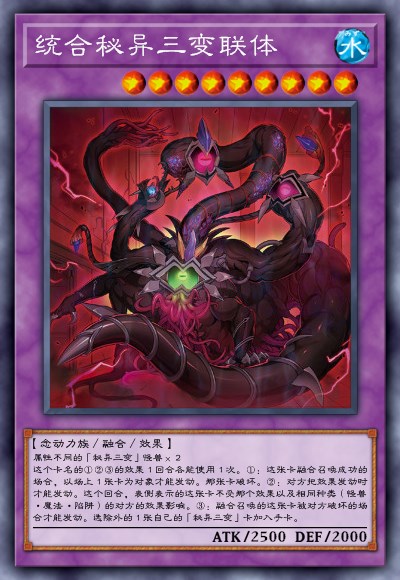 统合秘异三变联体
水
【念动力族／融合／效果】
属性不同的「秘异三变」怪兽×2
这个卡名的①②③的效果1回合各能使用1次。①：这张卡融合召唤成功的
场合，以场上1张卡为对象才能发动。那张卡破坏。②：对方把效果发动时
才能发动。这个回合，表侧表示的这张卡不受那个效果以及相同种类（怪兽
·魔法·陷阱）的对方的效果影响。③：融合召唤的这张卡被对方破坏的场
合才能发动。选除外的1张自己的「秘异三变」卡加入手卡。
ATK/2500 DEF/2000